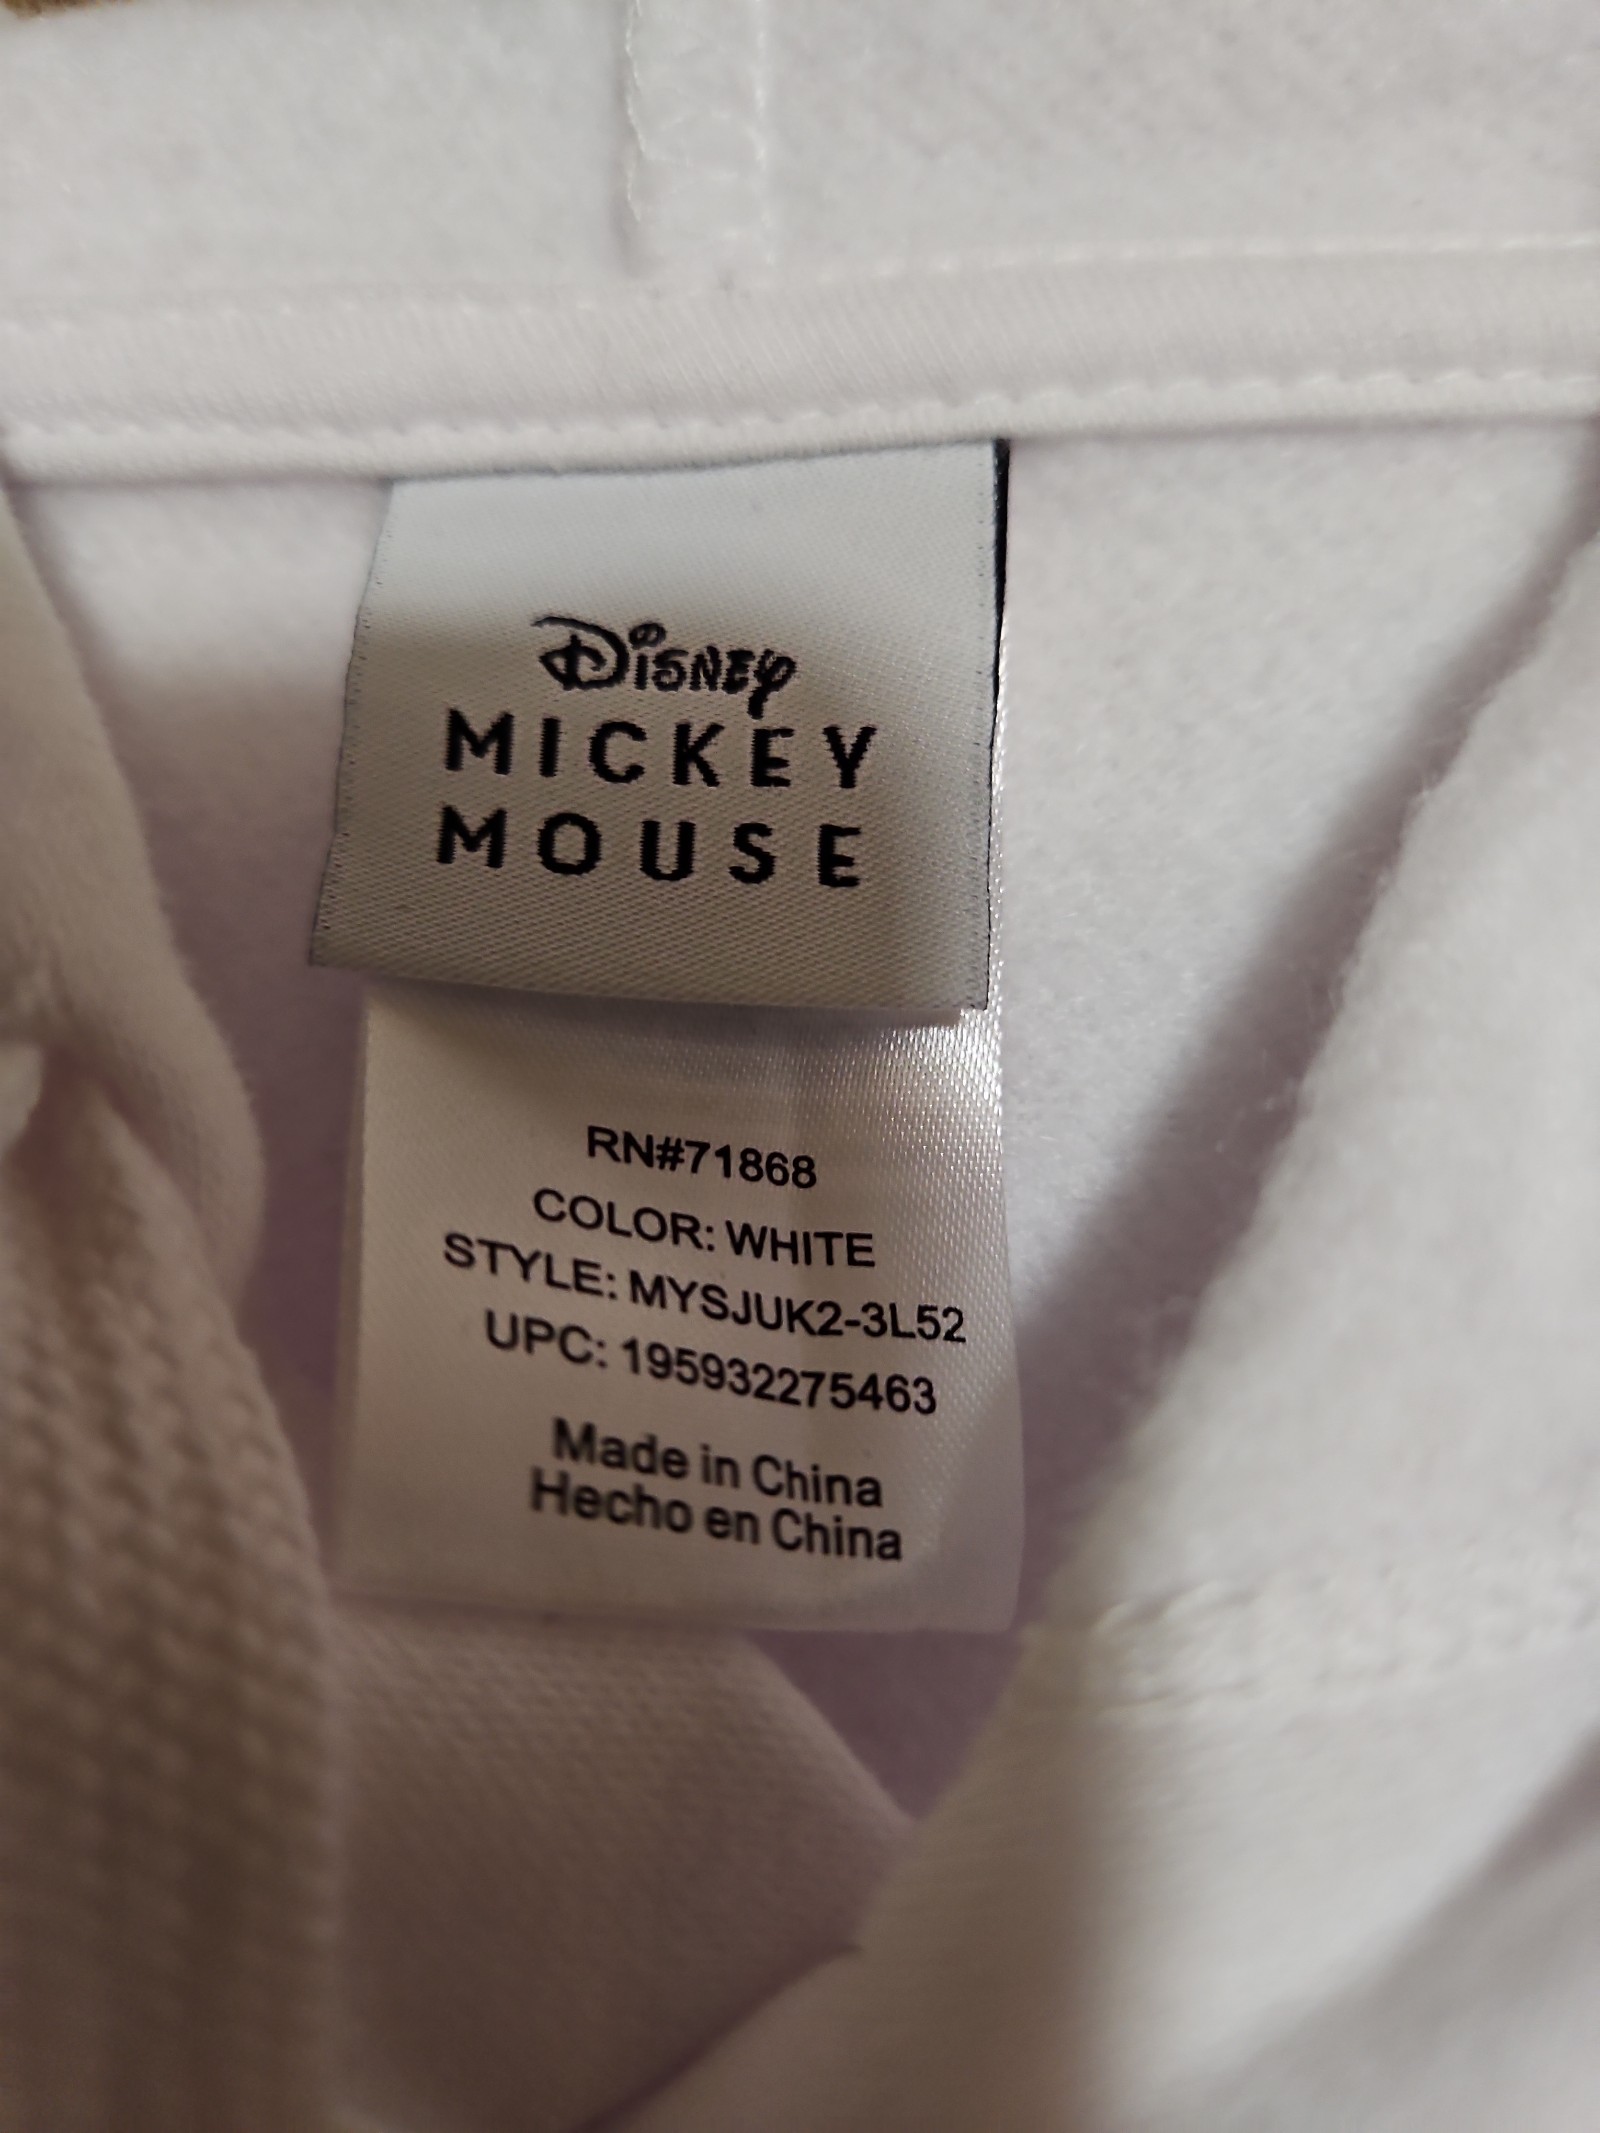 Disney
MICKEY
MOUSE
RN#71868
COLOR: WHITE
STYLE: MYSJUK2-3L52
UPC: 195932275463
Made in China
Hecho en China